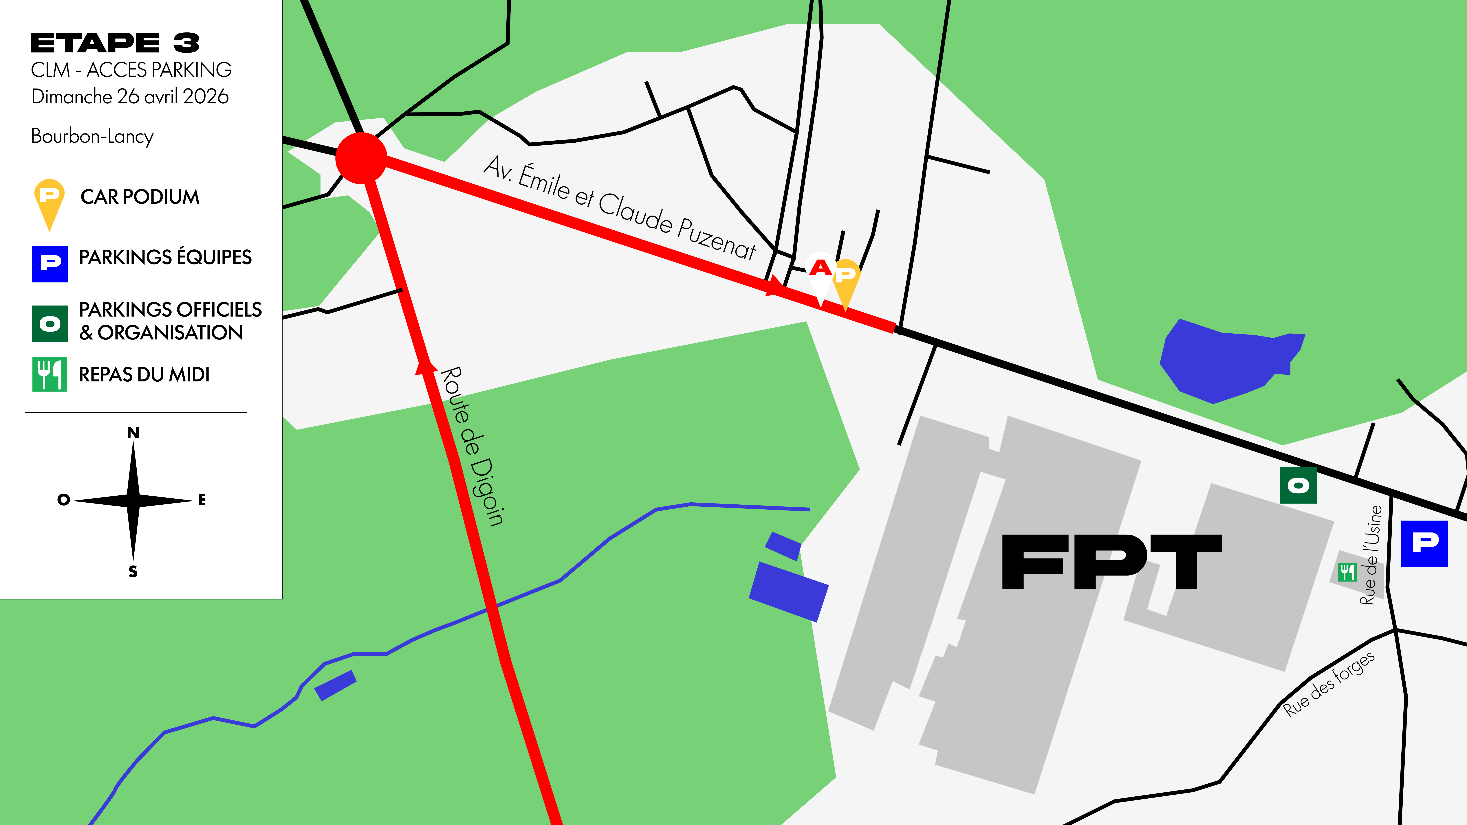 ETAPE 3
CLM - ACCES PARKING
Dimanche 26 avril 2026
Bourbon-Lancy
P
CAR PODIUM
P
PARKINGS ÉQUIPES
O
PARKINGS OFFICIELS
& ORGANISATION
REPAS DU MIDI
N
O
E
S
Av. Émile et Claude Puzenat
A
P
Route de Digoin
O
FPT
Rue de l'Usine
P
Rue des forges